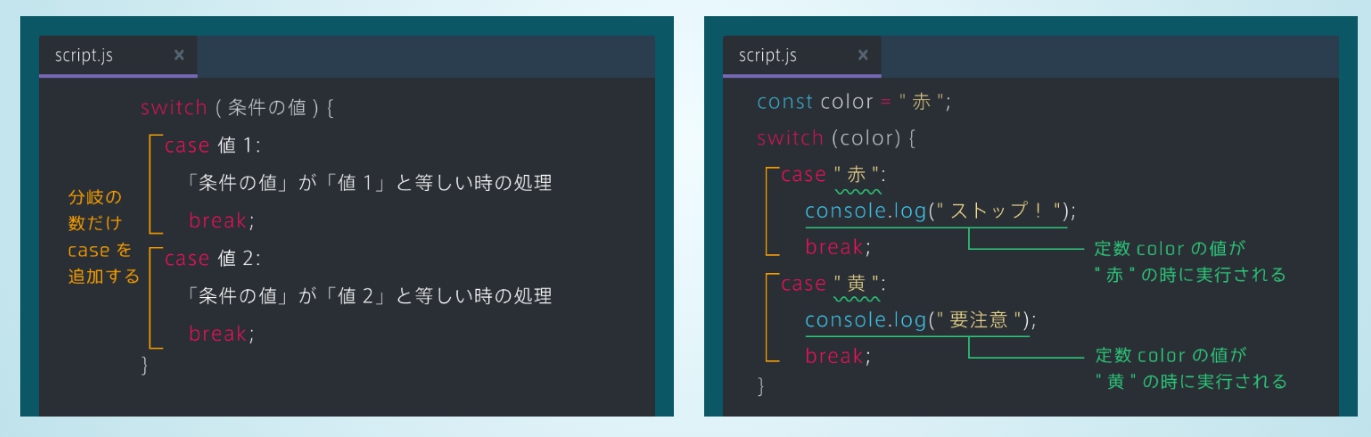 script.js ×
switch ( 条件の値 ) {
case 値 1:
「条件の値」が「値 1」と等しい時の処理
break;
case 値 2:
「条件の値」が「値 2」と等しい時の処理
break;
}
分岐の
数だけ
case を
追加する
script.js ×
const color = " 赤 ";
switch (color) {
case " 赤 ":
console.log(" ストップ！ ");
break;
定数 color の値が
" 赤 " の時に実行される
case " 黄 ":
console.log(" 要注意 ");
break;
定数 color の値が
" 黄 " の時に実行される
}